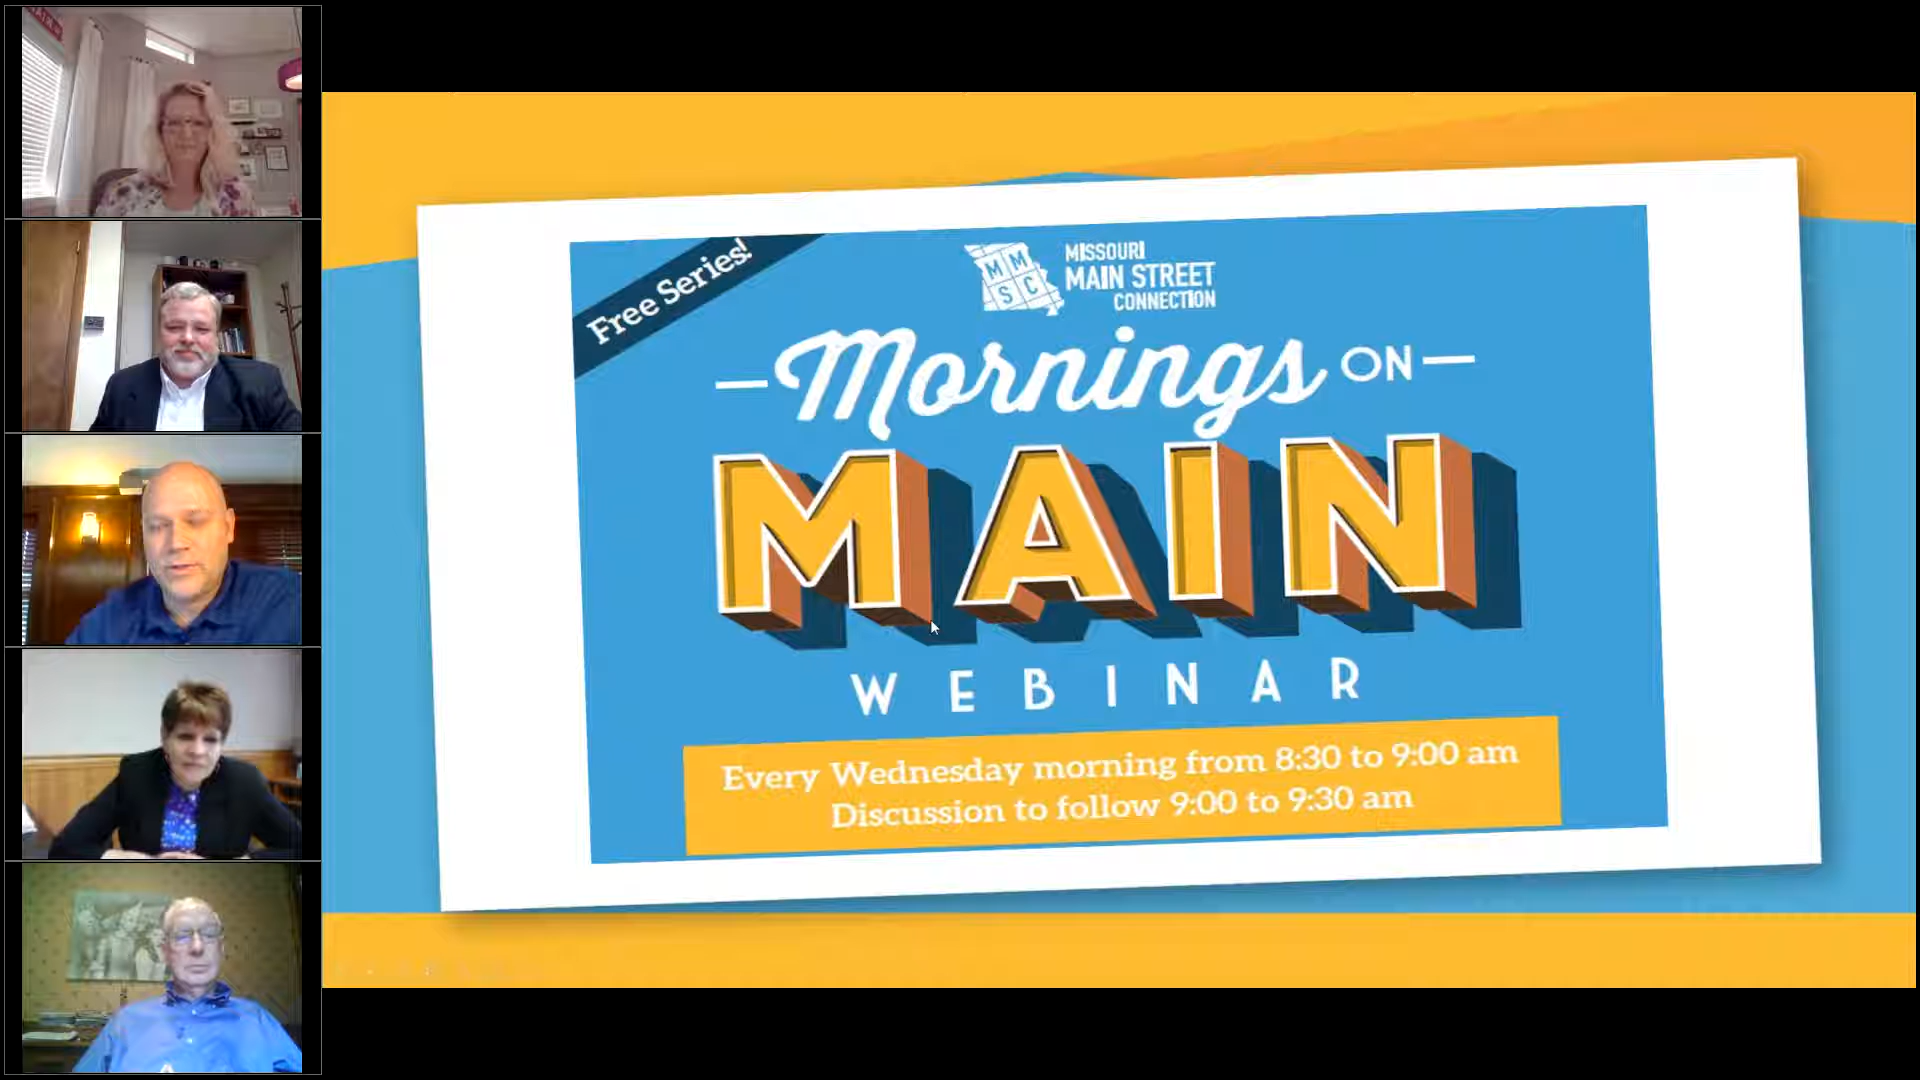 Free Series!
MMSC
MISSOURI
MAIN STREET
CONNECTION
Mornings ON
MAIN
WEBINAR
Every Wednesday morning from 8:30 to 9:00 am
Discussion to follow 9:00 to 9:30 am